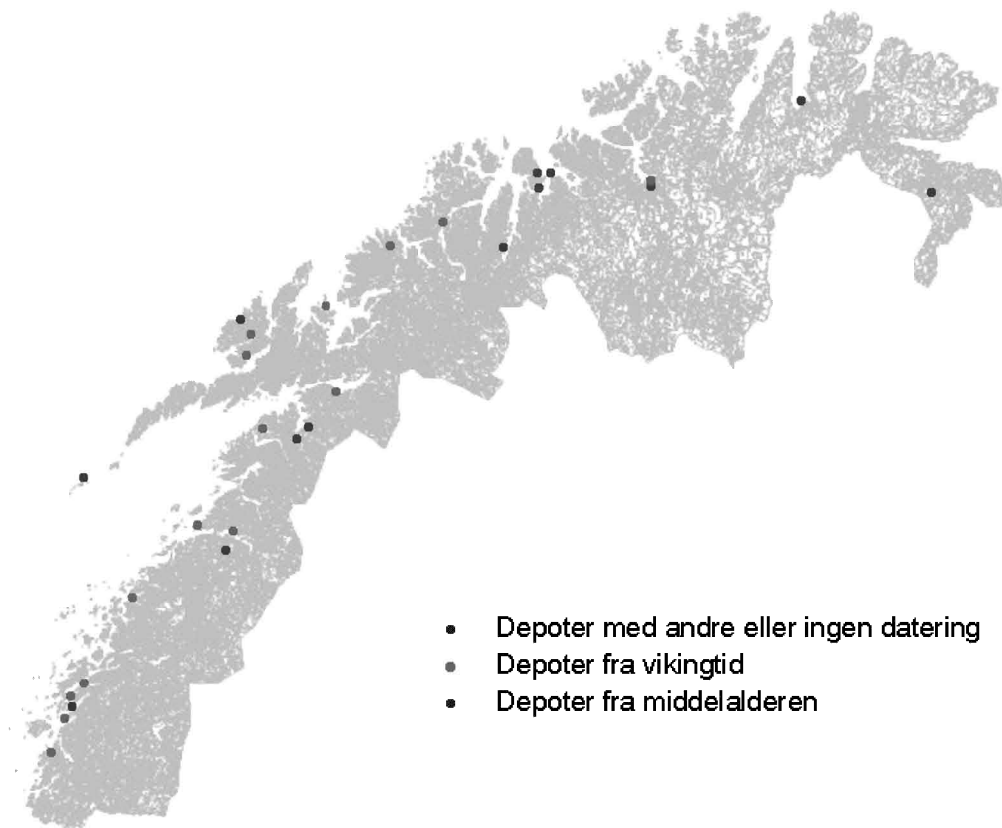 Depoter med andre eller ingen datering
Depoter fra vikingtid
Depoter fra middelalderen